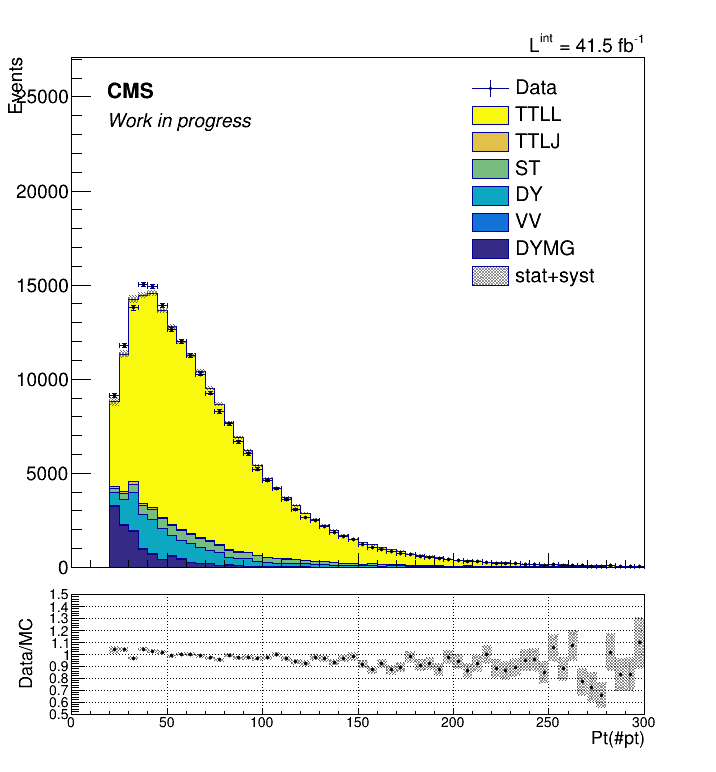 L^int = 41.5 fb^-1
Events
CMS
Work in progress
Data
TTLL
TTLJ
ST
DY
VV
DYMG
stat+syst
25000
20000
15000
10000
5000
0
Data/MC
1.5
1.4
1.3
1.2
1.1
1
0.9
0.8
0.7
0.6
0.5
0 50 100 150 200 250 300
Pt(#pt)